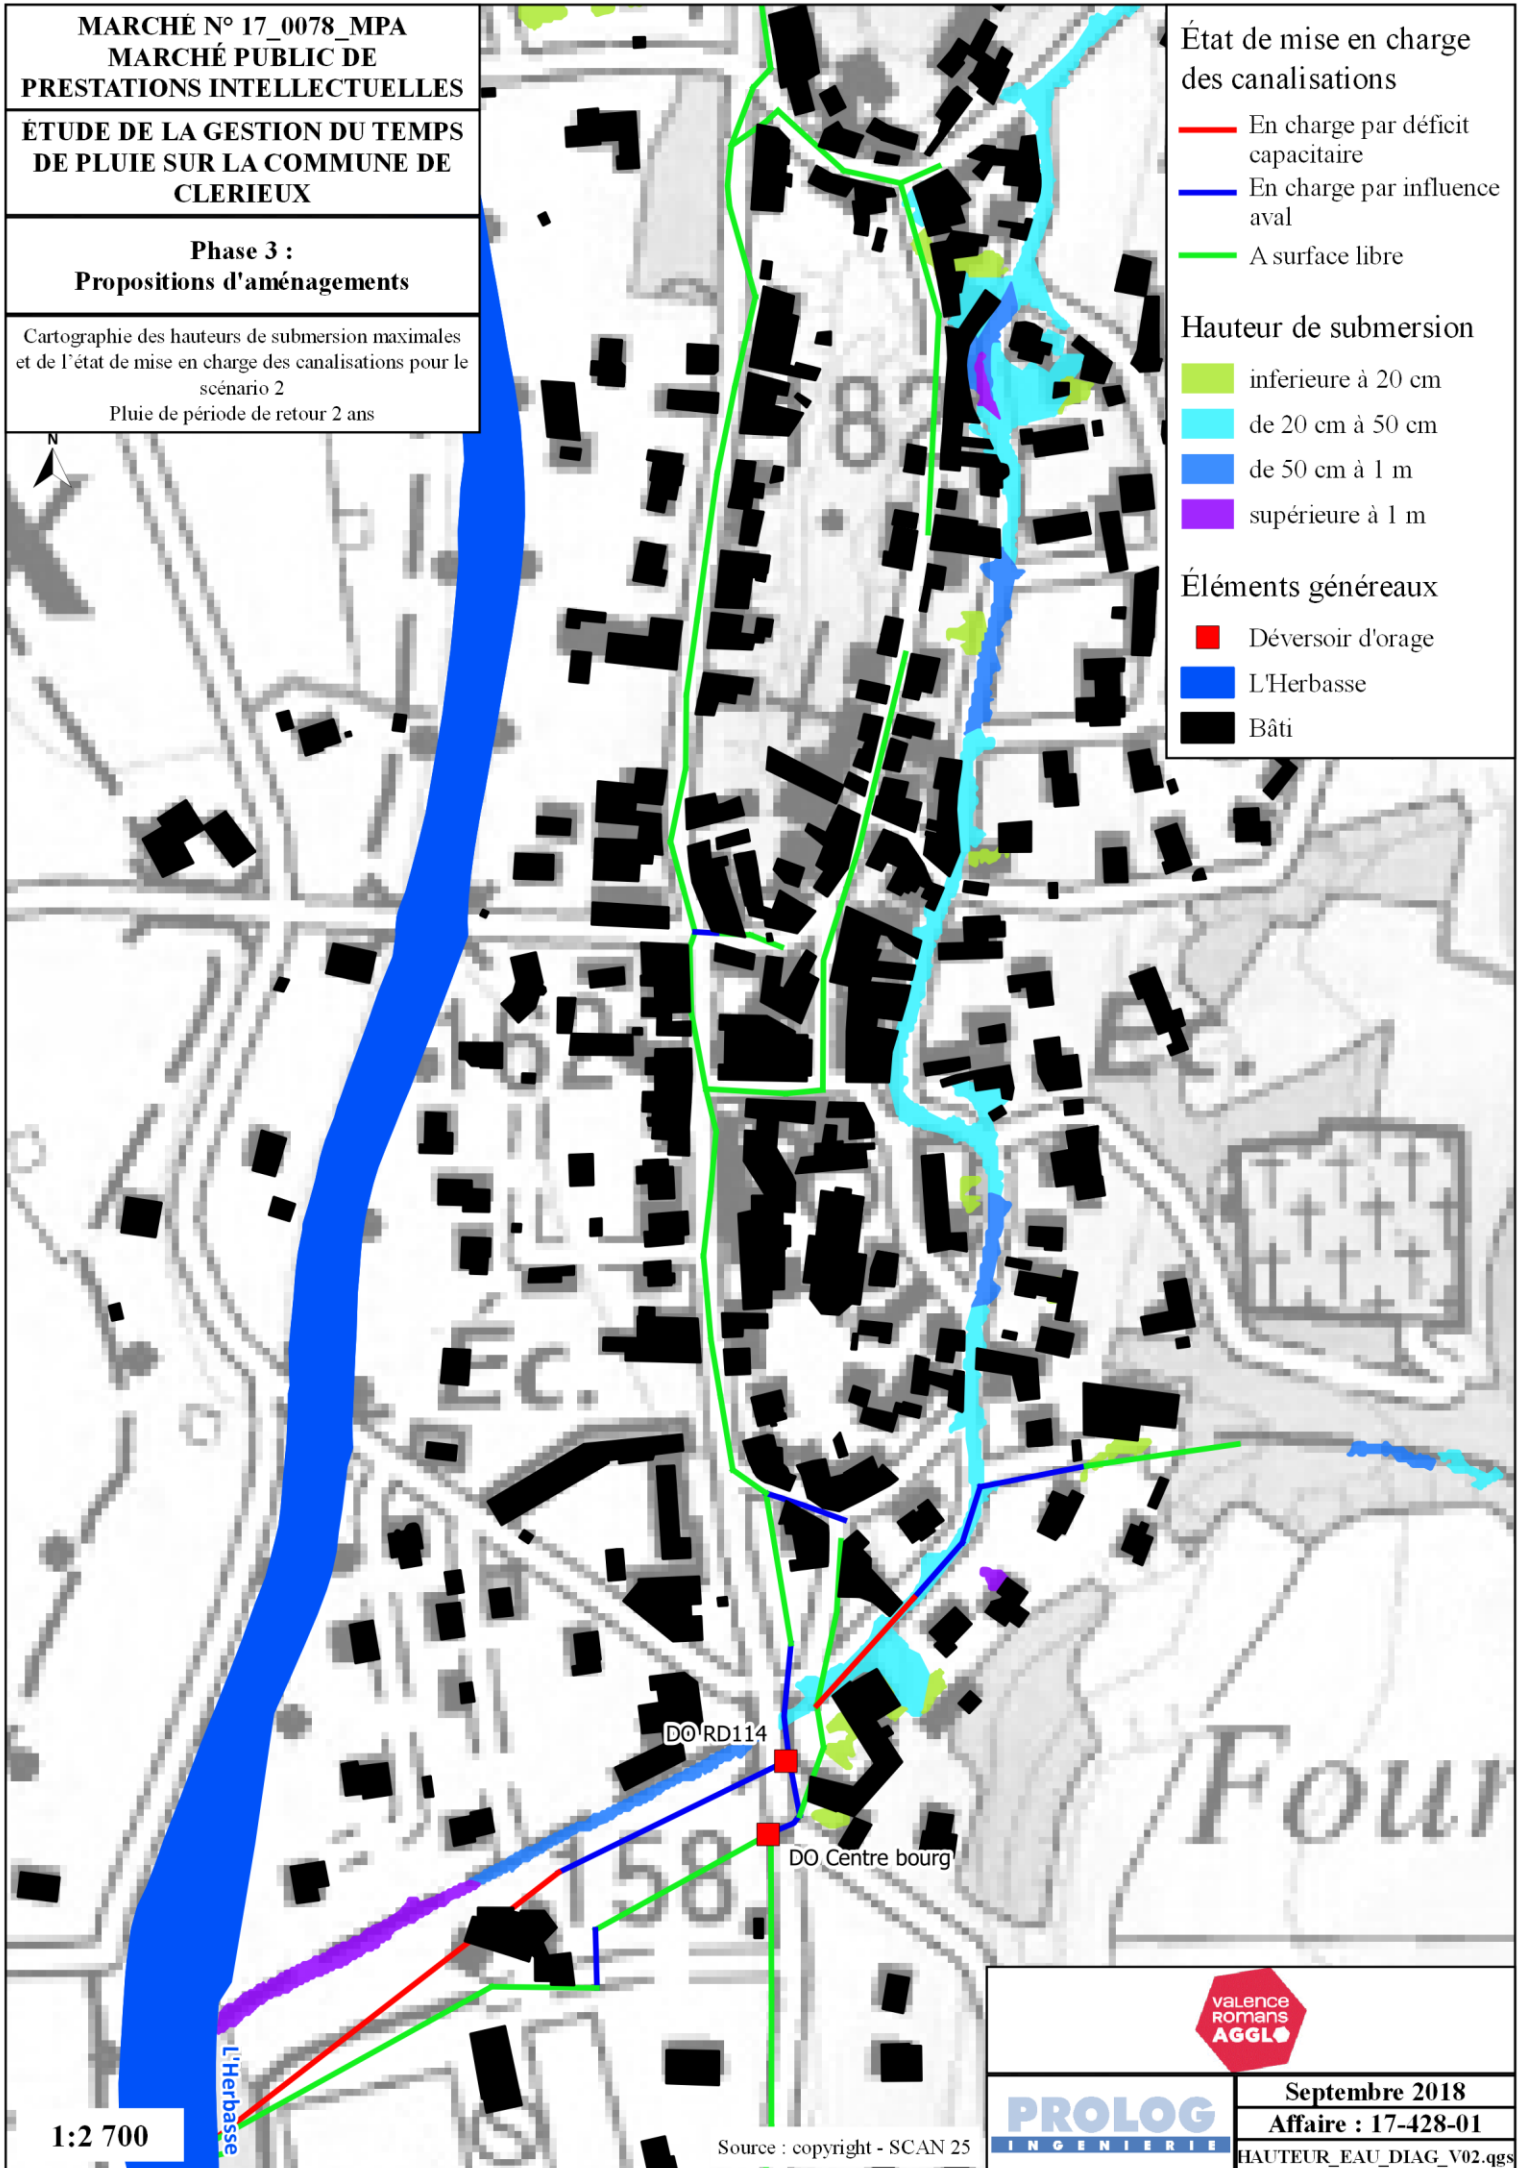 MARCHÉ N° 17_0078_MPA
MARCHÉ PUBLIC DE
PRESTATIONS INTELLECTUELLES
ÉTUDE DE LA GESTION DU TEMPS
DE PLUIE SUR LA COMMUNE DE
CLERIEUX
Phase 3 :
Propositions d'aménagements
Cartographie des hauteurs de submersion maximales
et de l'état de mise en charge des canalisations pour le
scénario 2
Pluie de période de retour 2 ans
N
État de mise en charge
des canalisations
En charge par déficit
capacitaire
En charge par influence
aval
A surface libre
Hauteur de submersion
inferieure à 20 cm
de 20 cm à 50 cm
de 50 cm à 1 m
supérieure à 1 m
Éléments généreaux
Déversoir d'orage
L'Herbasse
Bâti
Éc.
DO RD114
DO Centre bourg
158
Four
L'Herbasse
1:2 700
Source : copyright - SCAN 25
VALENCE
ROMANS
AGGLO
PROLOG
INGENIERIE
Septembre 2018
Affaire : 17-428-01
HAUTEUR_EAU_DIAG_V02.qgs